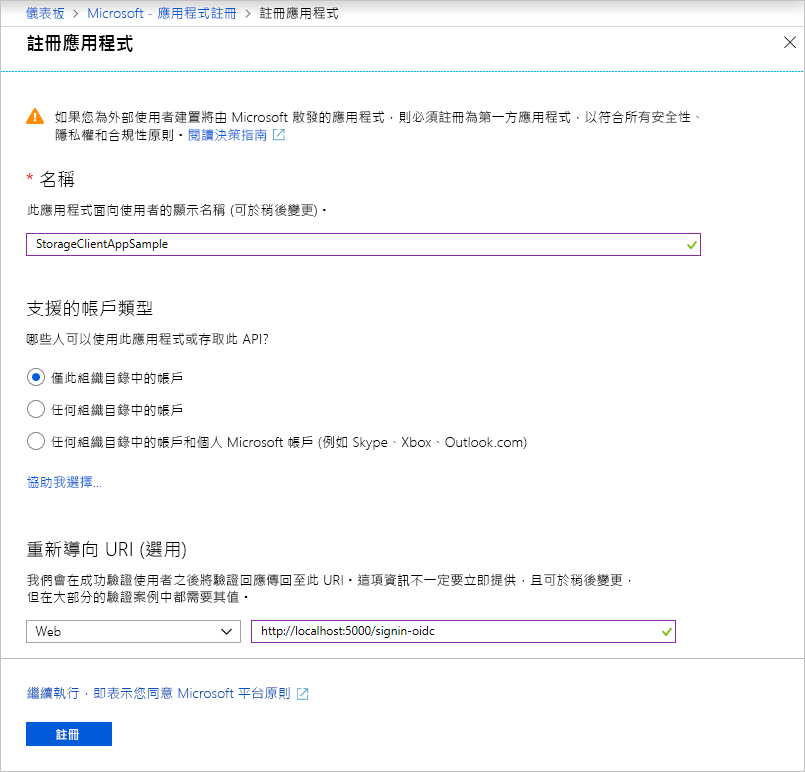 儀表板 > Microsoft - 應用程式註冊 > 註冊應用程式
註冊應用程式
如果您為外部使用者建置將由 Microsoft 散發的應用程式，則必須註冊為第一方應用程式，以符合所有安全性、
隱私權和合規性原則。閱讀決策指南
* 名稱
此應用程式面向使用者的顯示名稱 (可於稍後變更)。
StorageClientAppSample
支援的帳戶類型
哪些人可以使用此應用程式或存取此 API?
僅此組織目錄中的帳戶
任何組織目錄中的帳戶
任何組織目錄中的帳戶和個人 Microsoft 帳戶 (例如 Skype、Xbox、Outlook.com)
協助我選擇...
重新導向 URI (選用)
我們會在成功驗證使用者之後將驗證回應傳回至此 URI。這項資訊不一定要立即提供，且可於稍後變更，
但在大部分的驗證案例中都需要其值。
Web http://localhost:5000/signin-oidc
繼續執行，即表示您同意 Microsoft 平台原則
註冊